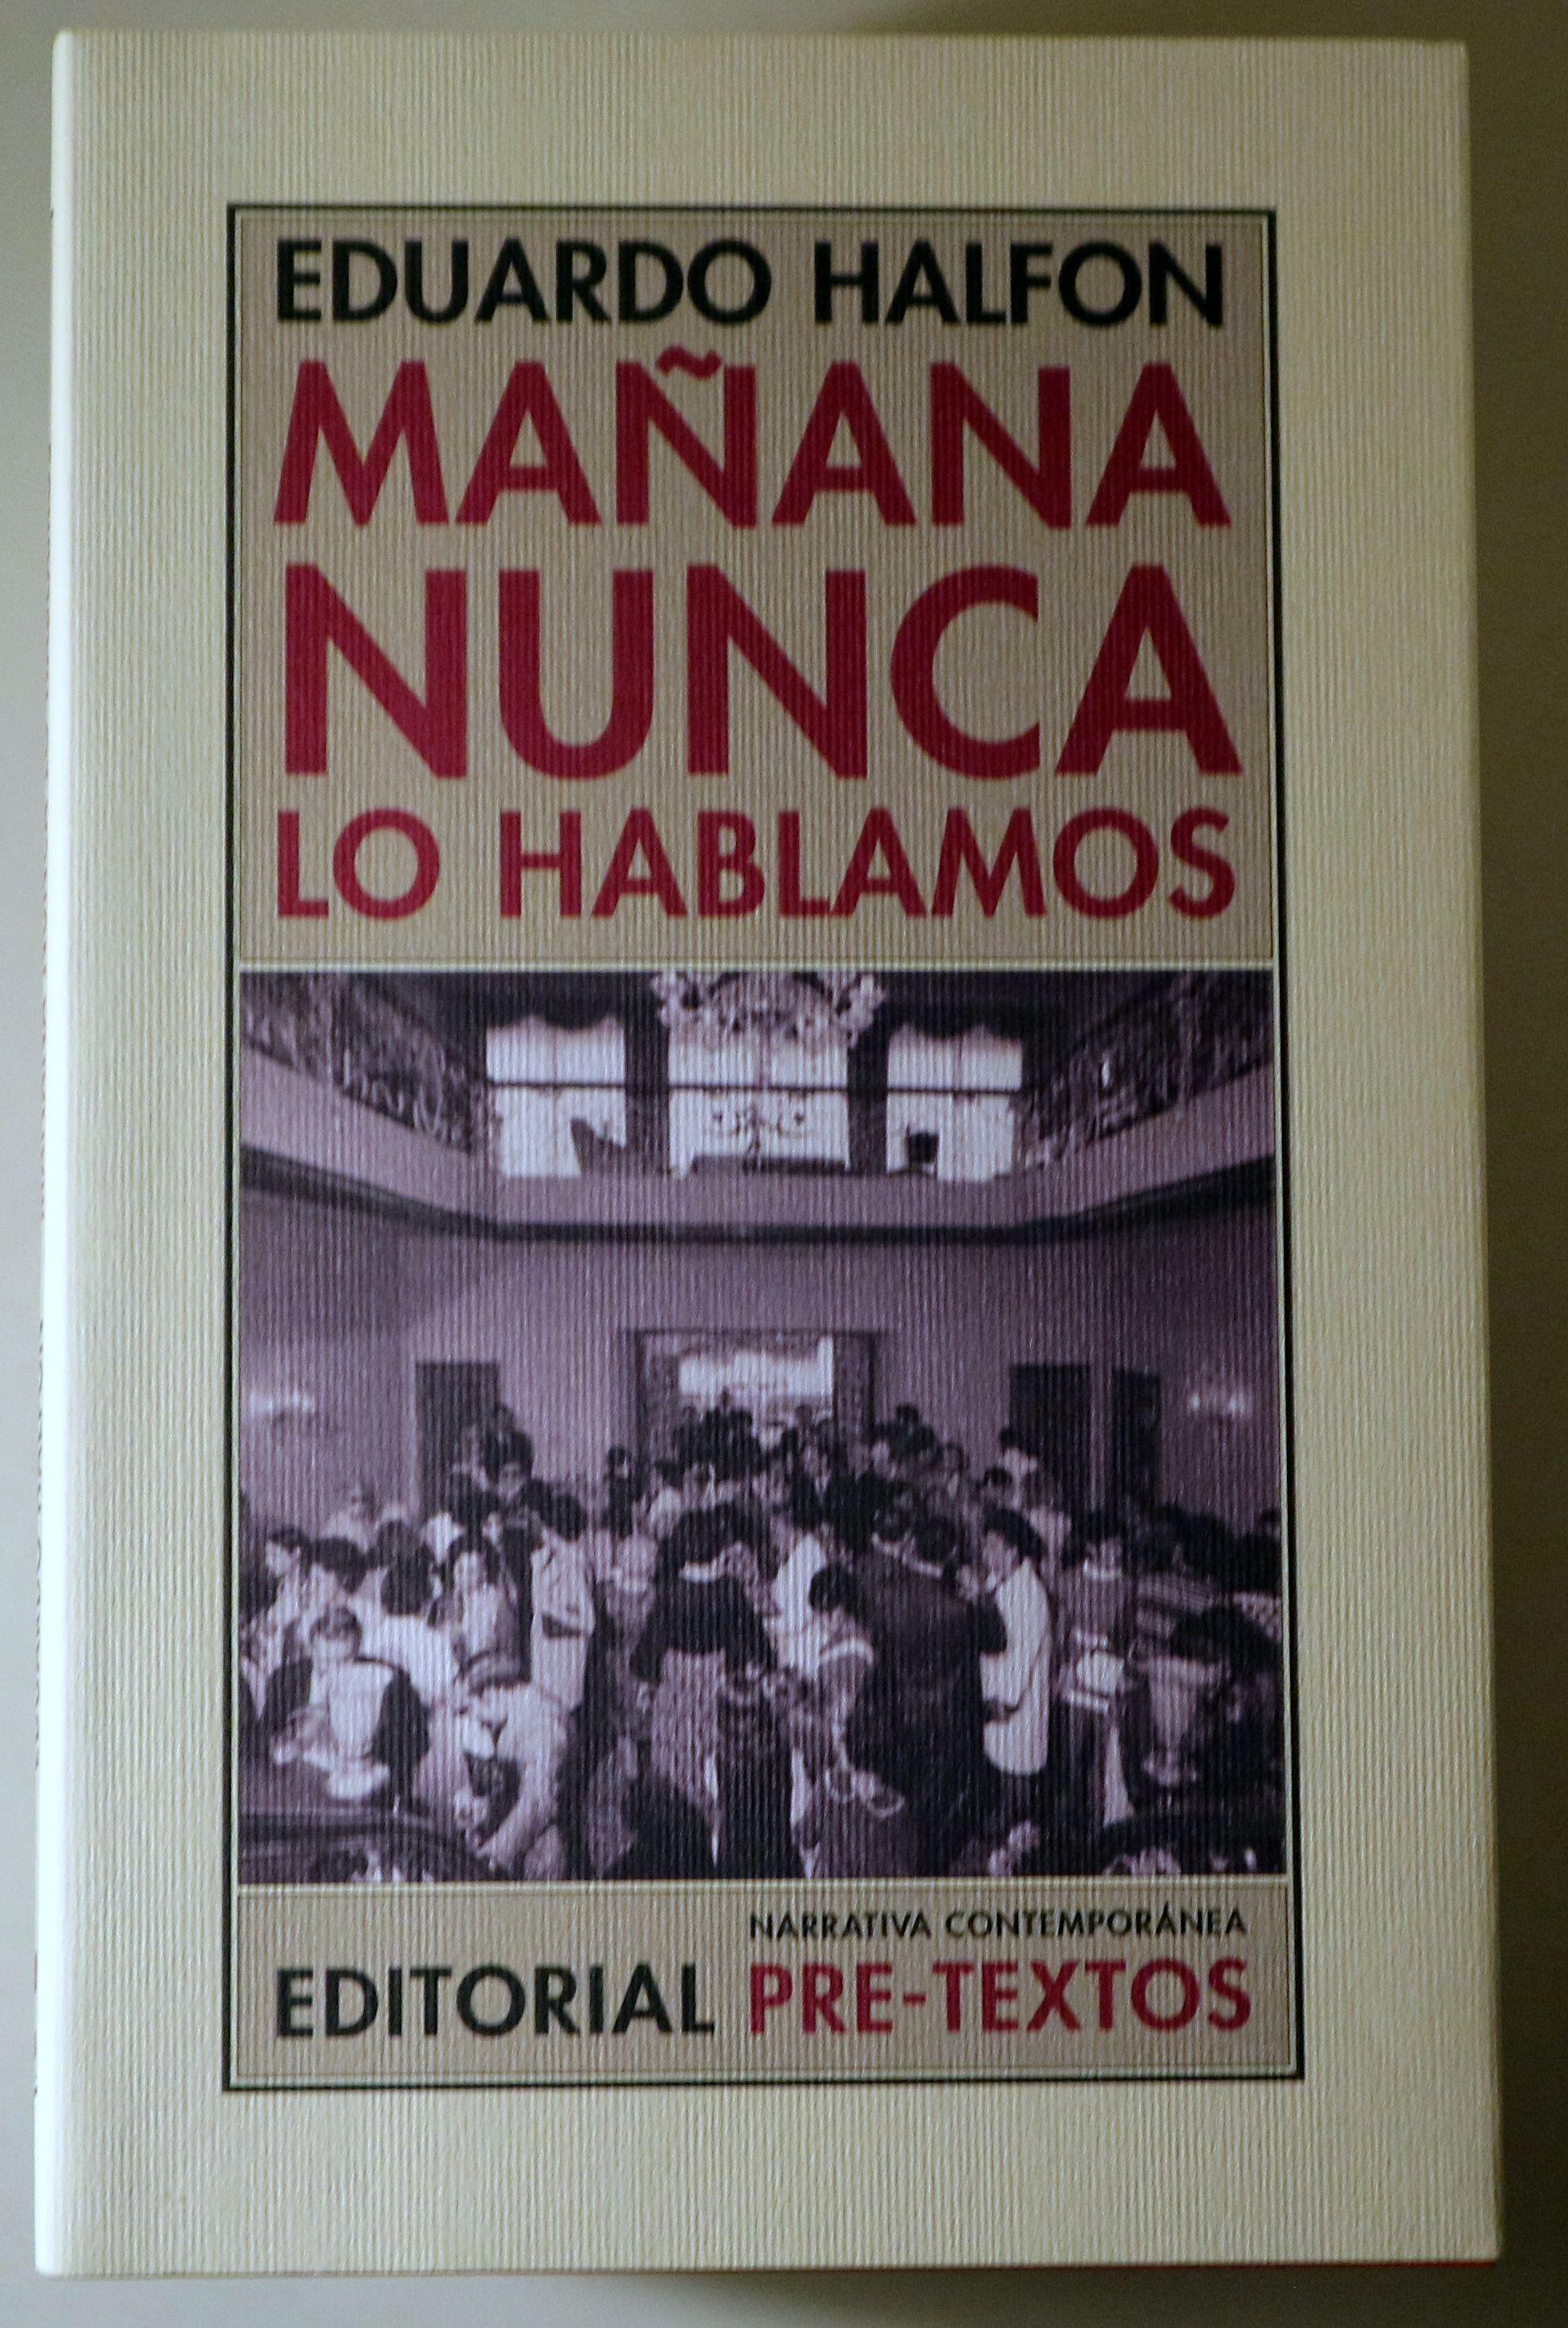 EDUARDO HALFON
MAÑANA
NUNCA
LO HABLAMOS
NARRATIVA CONTEMPORÁNEA
EDITORIAL PRE-TEXTOS